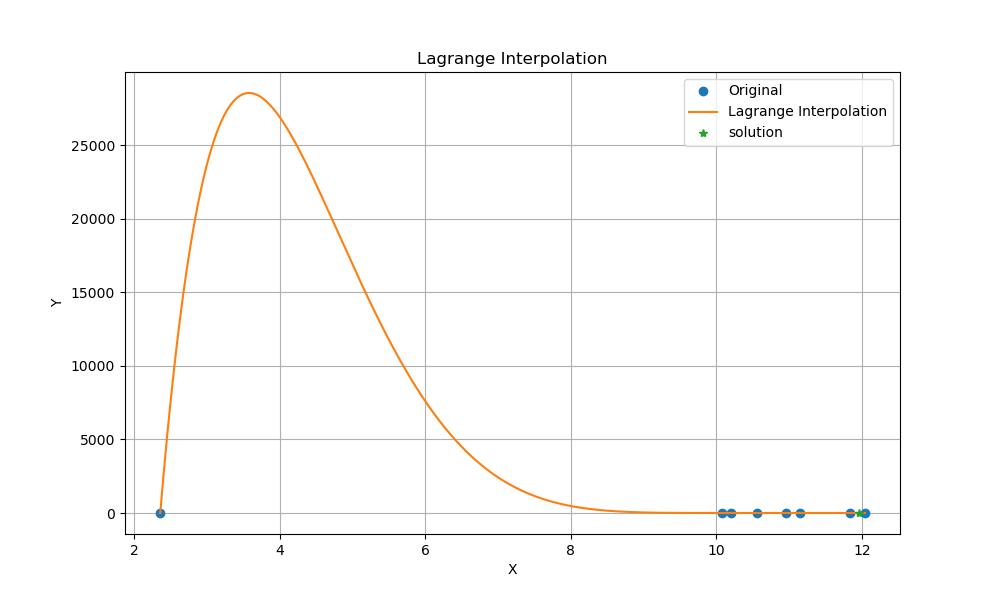 Lagrange Interpolation
Original
Lagrange Interpolation
solution
25000
20000
15000
10000
5000
0
Y
2 4 6 8 10 12
X